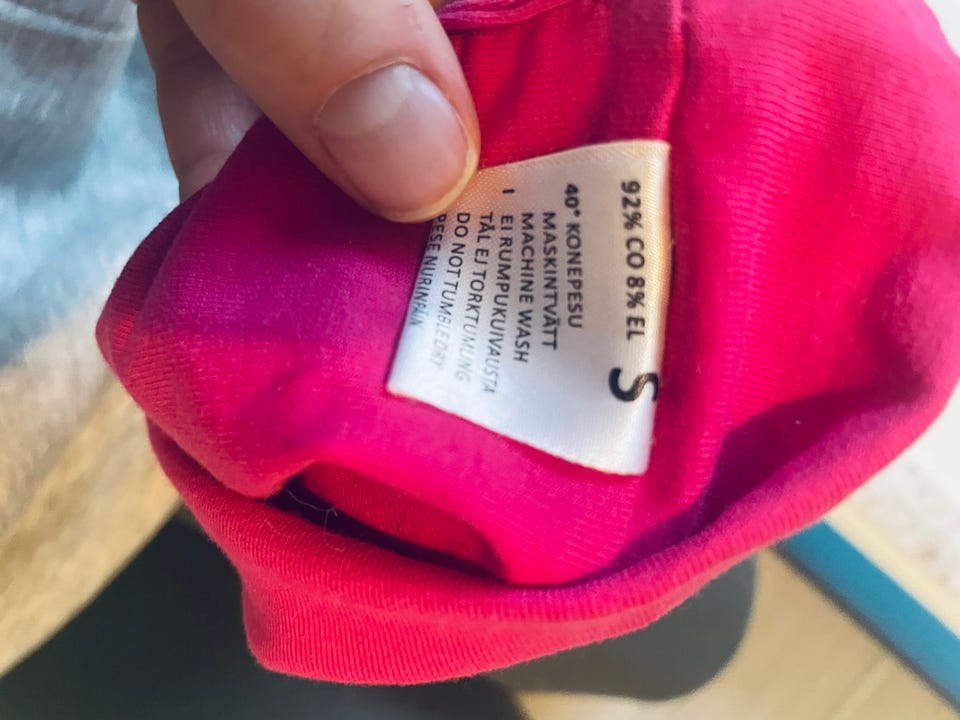 S
92% CO 8% EL
40° KONEPESU
MASKINTVÄTT
MACHINE WASH
EI RUMPUKUIVAUSTA
TÅL EJ TORKTUMLING
DO NOT TUMBLE DRY
PESE NURINPÄIN